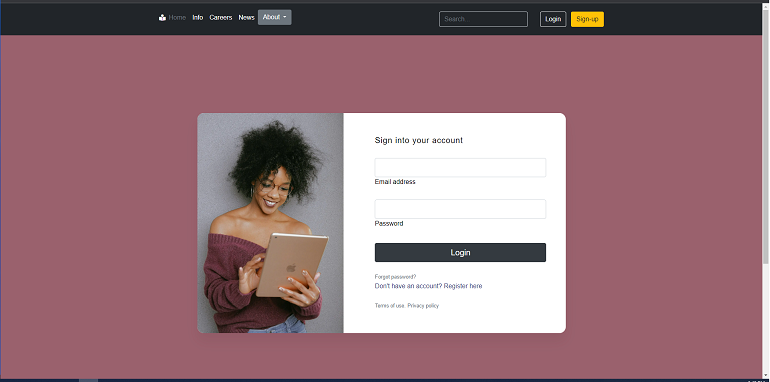 Home Info Careers News About Search... Login Sign-up
Sign into your account
Email address
Password
Login
Forgot password?
Don't have an account? Register here
Terms of use. Privacy policy